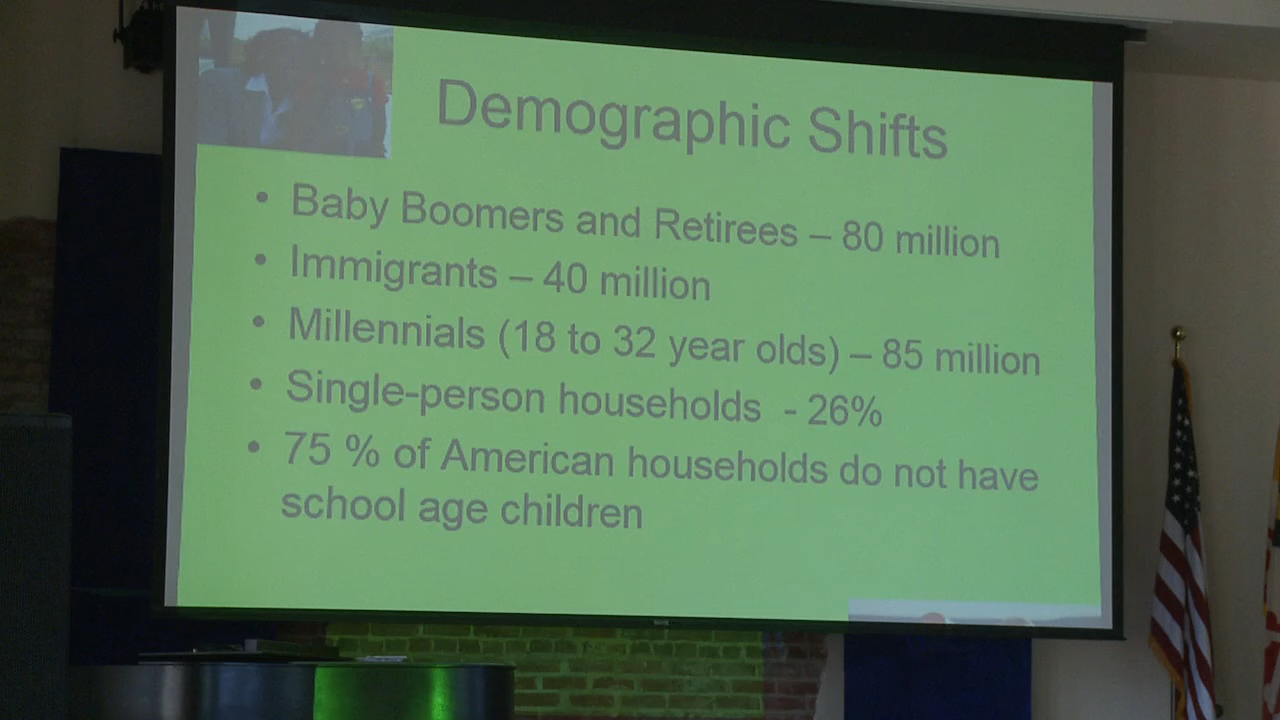 Demographic Shifts
• Baby Boomers and Retirees – 80 million
• Immigrants – 40 million
• Millennials (18 to 32 year olds) – 85 million
• Single-person households - 26%
• 75 % of American households do not have
school age children